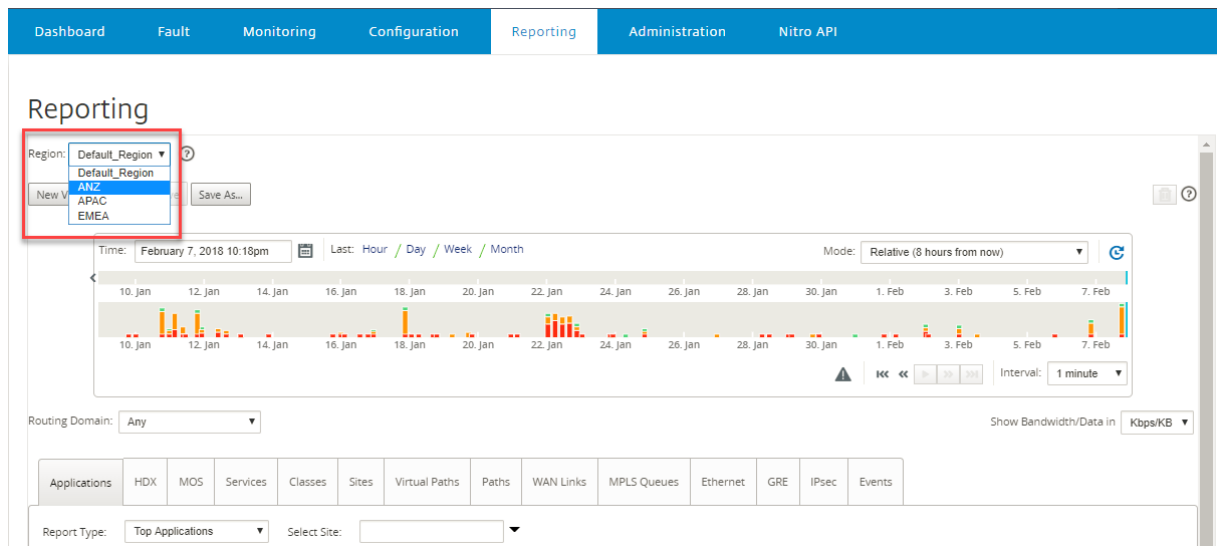 Dashboard Fault Monitoring Configuration Reporting Administration Nitro API
Reporting
Region: Default_Region
Default_Region
ANZ
APAC
EMEA
New V Save As...
Time: February 7, 2018 10:18pm Last: Hour / Day / Week / Month Mode: Relative (8 hours from now)
10. Jan 12. Jan 14. Jan 16. Jan 18. Jan 20. Jan 22. Jan 24. Jan 26. Jan 28. Jan 30. Jan 1. Feb 3. Feb 5. Feb 7. Feb
10. Jan 12. Jan 14. Jan 16. Jan 18. Jan 20. Jan 22. Jan 24. Jan 26. Jan 28. Jan 30. Jan 1. Feb 3. Feb 5. Feb 7. Feb
Interval: 1 minute
Routing Domain: Any Show Bandwidth/Data in Kbps/KB
Applications HDX MOS Services Classes Sites Virtual Paths Paths WAN Links MPLS Queues Ethernet GRE IPsec Events
Report Type: Top Applications Select Site: